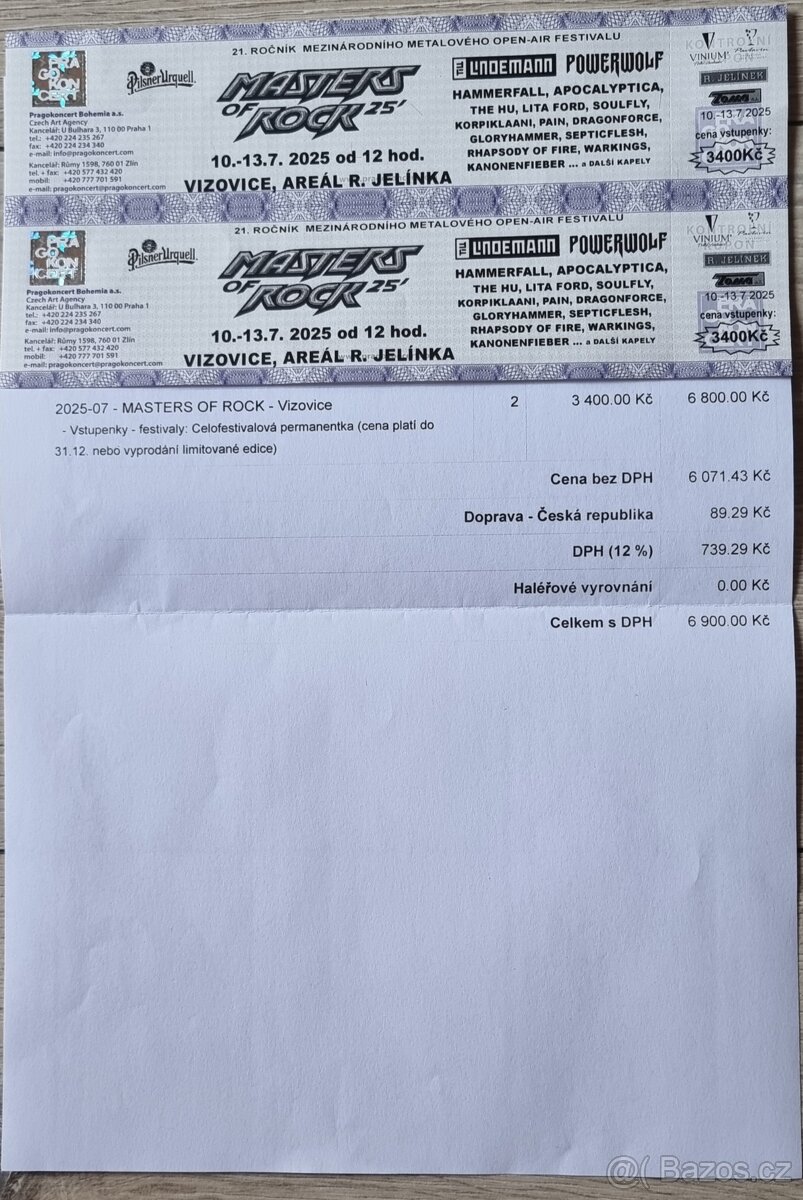 21. ROČNÍK MEZINÁRODNÍHO METALOVÉHO OPEN-AIR FESTIVALU
PRA
GO
KON
CERT
Pilsner Urquell
MASTERS
OF ROCK 25'
TILL LINDEMANN POWERWOLF
HAMMERFALL, APOCALYPTICA,
THE HU, LITA FORD, SOULFLY,
KORPIKLAANI, PAIN, DRAGONFORCE,
GLORYHAMMER, SEPTICFLESH,
RHAPSODY OF FIRE, WARKINGS,
KANONENFIEBER ... a DALŠÍ KAPELY
VINIUM
R. JELÍNEK
10.-13.7.2025
cena vstupenky:
3400Kč
Pragokoncert Bohemia a.s.
Czech Art Agency
Kancelář: U Bulhara 3, 110 00 Praha 1
tel.: +420 224 235 267
fax: +420 224 234 340
e-mail: info@pragokoncert.com
Kancelář: Růmy 1598, 760 01 Zlín
tel. + fax: +420 577 432 420
mobil: +420 777 701 591
e-mail: pragokoncert@pragokoncert.com
10.-13.7. 2025 od 12 hod.
VIZOVICE, AREÁL R. JELÍNKA
21. ROČNÍK MEZINÁRODNÍHO METALOVÉHO OPEN-AIR FESTIVALU
PRA
GO
KON
CERT
Pilsner Urquell
MASTERS
OF ROCK 25'
TILL LINDEMANN POWERWOLF
HAMMERFALL, APOCALYPTICA,
THE HU, LITA FORD, SOULFLY,
KORPIKLAANI, PAIN, DRAGONFORCE,
GLORYHAMMER, SEPTICFLESH,
RHAPSODY OF FIRE, WARKINGS,
KANONENFIEBER ... a DALŠÍ KAPELY
VINIUM
R. JELÍNEK
10.-13.7.2025
cena vstupenky:
3400Kč
Pragokoncert Bohemia a.s.
Czech Art Agency
Kancelář: U Bulhara 3, 110 00 Praha 1
tel.: +420 224 235 267
fax: +420 224 234 340
e-mail: info@pragokoncert.com
Kancelář: Růmy 1598, 760 01 Zlín
tel. + fax: +420 577 432 420
mobil: +420 777 701 591
e-mail: pragokoncert@pragokoncert.com
10.-13.7. 2025 od 12 hod.
VIZOVICE, AREÁL R. JELÍNKA
2025-07 - MASTERS OF ROCK - Vizovice 2 3 400.00 Kč 6 800.00 Kč
- Vstupenky - festivaly: Celofestivalová permanentka (cena platí do
31.12. nebo vyprodání limitované edice)
Cena bez DPH 6 071.43 Kč
Doprava - Česká republika 89.29 Kč
DPH (12 %) 739.29 Kč
Haléřové vyrovnání 0.00 Kč
Celkem s DPH 6 900.00 Kč
@( Bazos.cz